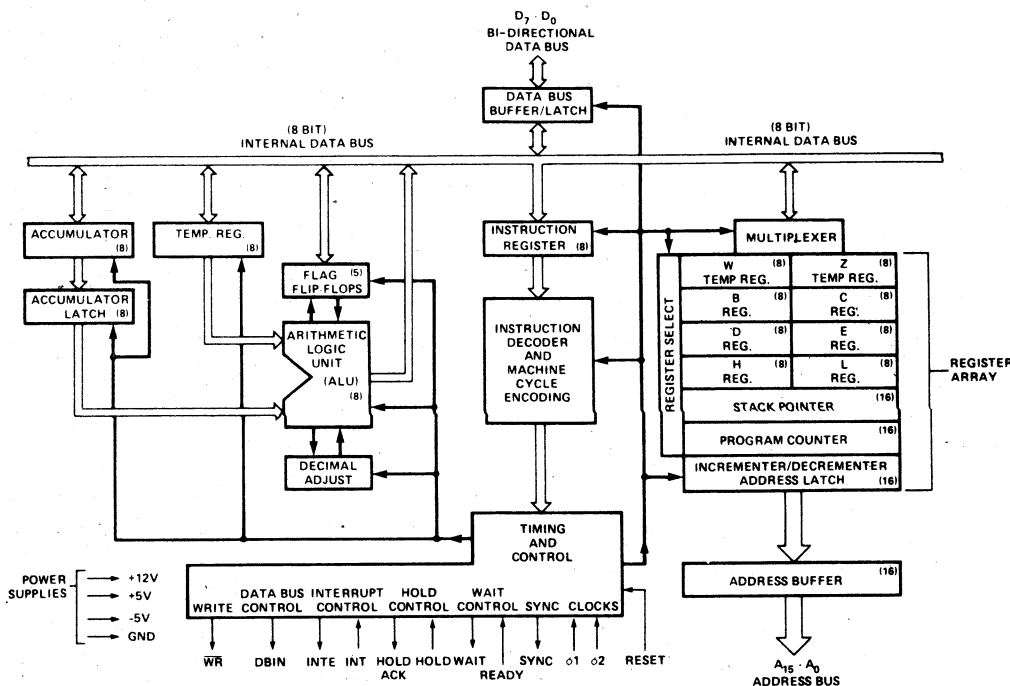 D₇ · D₀
BI-DIRECTIONAL
DATA BUS
DATA BUS
BUFFER/LATCH
(8 BIT)
INTERNAL DATA BUS
(8 BIT)
INTERNAL DATA BUS
ACCUMULATOR
(8)
TEMP. REG.
(8)
INSTRUCTION
REGISTER (8)
MULTIPLEXER
FLAG (5)
FLIP-FLOPS
ACCUMULATOR
LATCH (8)
ARITHMETIC
LOGIC
UNIT
(ALU)
(8)
DECIMAL
ADJUST
INSTRUCTION
DECODER
AND
MACHINE
CYCLE
ENCODING
REGISTER SELECT
W (8)
TEMP REG.
Z (8)
TEMP REG.
B (8)
REG.
C (8)
REG.
D (8)
REG.
E (8)
REG.
H (8)
REG.
L (8)
REG.
STACK POINTER (16)
PROGRAM COUNTER (16)
INCREMENTER/DECREMENTER
ADDRESS LATCH (16)
REGISTER
ARRAY
TIMING
AND
CONTROL
WRITE
DATA BUS
CONTROL
INTERRUPT
CONTROL
HOLD
CONTROL
WAIT
CONTROL
SYNC
CLOCKS
ADDRESS BUFFER (16)
POWER
SUPPLIES
+12V
+5V
-5V
GND
W̅R̅
DBIN
INTE
INT
HOLD
ACK
HOLD
WAIT
READY
SYNC
ø1
ø2
RESET
A₁₅ · A₀
ADDRESS BUS